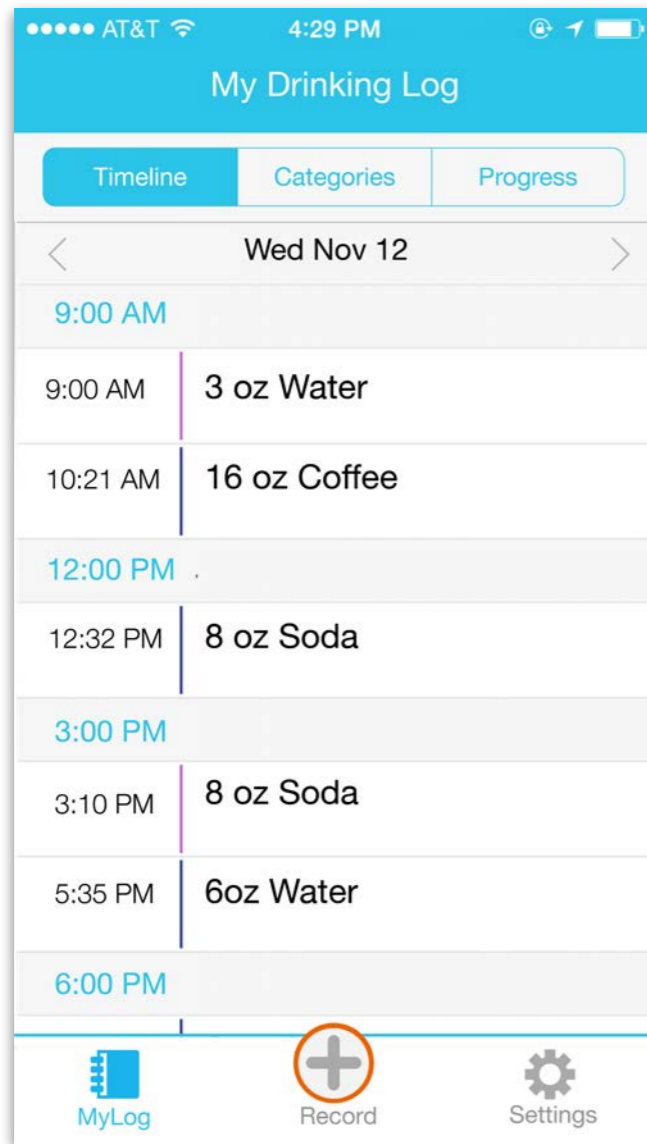 AT&T 4:29 PM
My Drinking Log
Timeline Categories Progress
Wed Nov 12
9:00 AM
9:00 AM 3 oz Water
10:21 AM 16 oz Coffee
12:00 PM .
12:32 PM 8 oz Soda
3:00 PM
3:10 PM 8 oz Soda
5:35 PM 6oz Water
6:00 PM
MyLog Record Settings